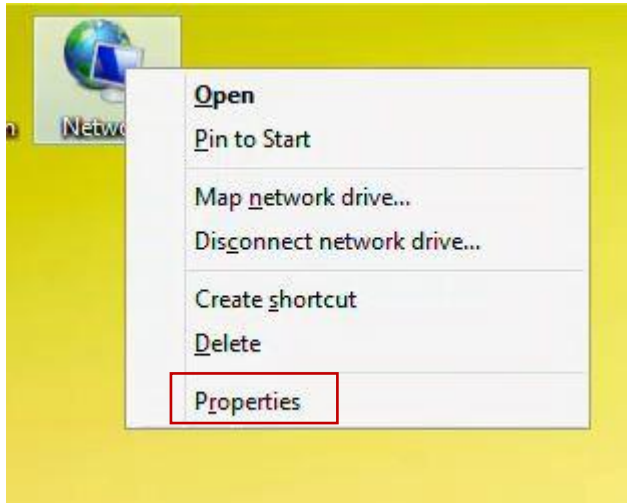 Open
Pin to Start
Map network drive...
Disconnect network drive...
Create shortcut
Delete
Properties